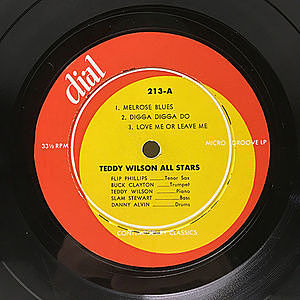 dial
213-A
1. MELROSE BLUES
2. DIGGA DIGGA DO
3. LOVE ME OR LEAVE ME
33⅓ RPM
MICRO GROOVE LP
TEDDY WILSON ALL STARS
FLIP PHILLIPS Tenor Sax
BUCK CLAYTON Trumpet
TEDDY WILSON Piano
SLAM STEWART Bass
DANNY ALVIN Drums
CONTEMPORARY CLASSICS